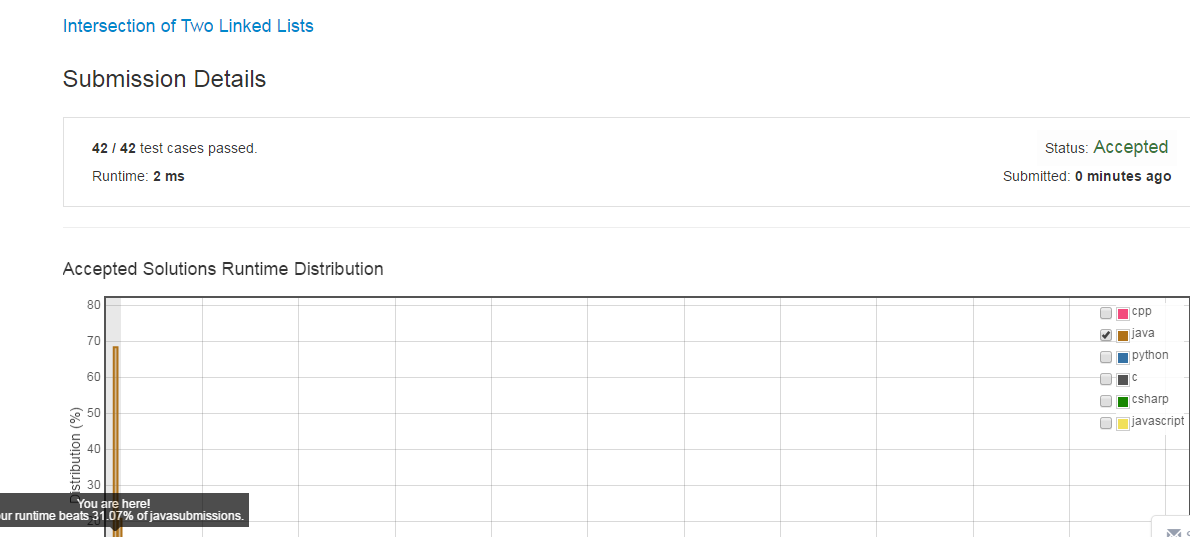 Intersection of Two Linked Lists
Submission Details
42 / 42 test cases passed.
Status: Accepted
Runtime: 2 ms
Submitted: 0 minutes ago
Accepted Solutions Runtime Distribution
80
70
60
50
40
30
Distribution (%)
cpp
java
python
c
csharp
javascript
You are here!
ur runtime beats 31.07% of javasubmissions.